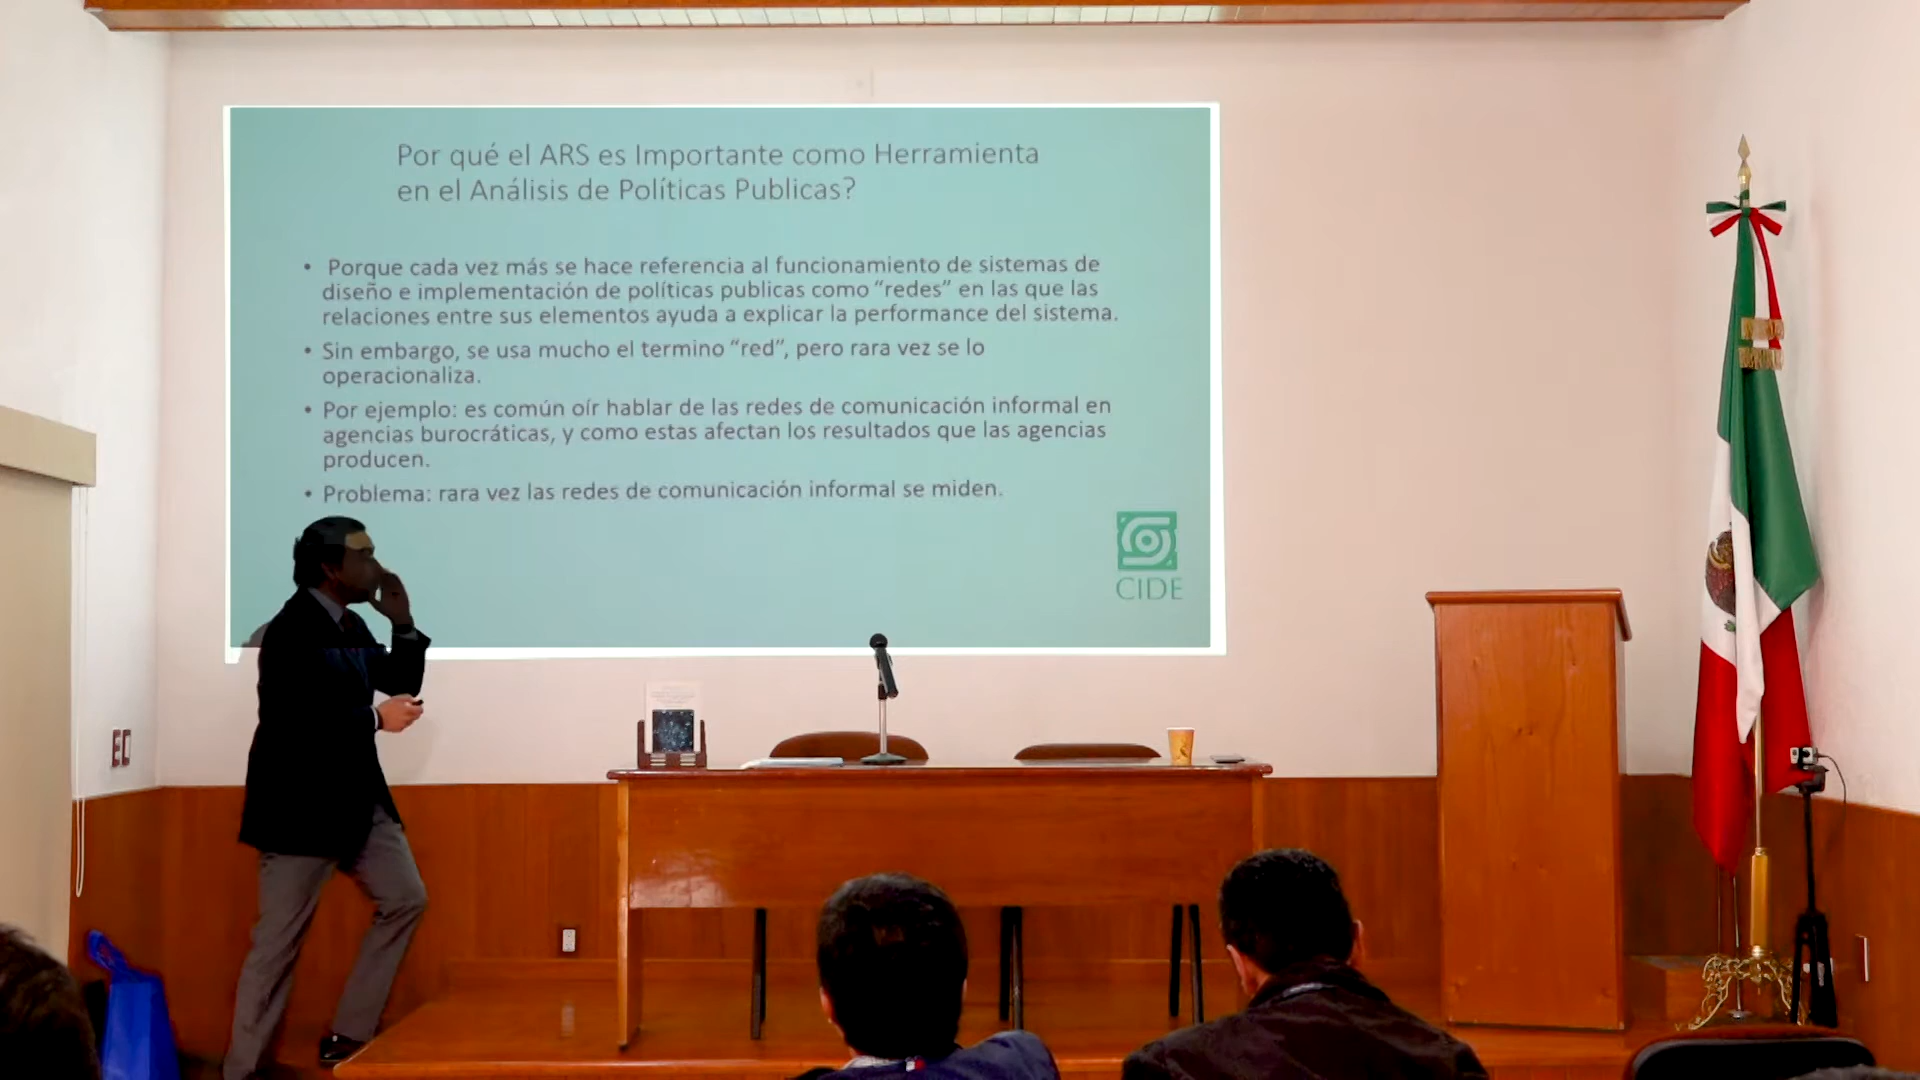 Por qué el ARS es Importante como Herramienta
en el Análisis de Políticas Publicas?
• Porque cada vez más se hace referencia al funcionamiento de sistemas de
diseño e implementación de políticas publicas como “redes” en las que las
relaciones entre sus elementos ayuda a explicar la performance del sistema.
• Sin embargo, se usa mucho el termino “red”, pero rara vez se lo
operacionaliza.
• Por ejemplo: es común oír hablar de las redes de comunicación informal en
agencias burocráticas, y como estas afectan los resultados que las agencias
producen.
• Problema: rara vez las redes de comunicación informal se miden.
CIDE